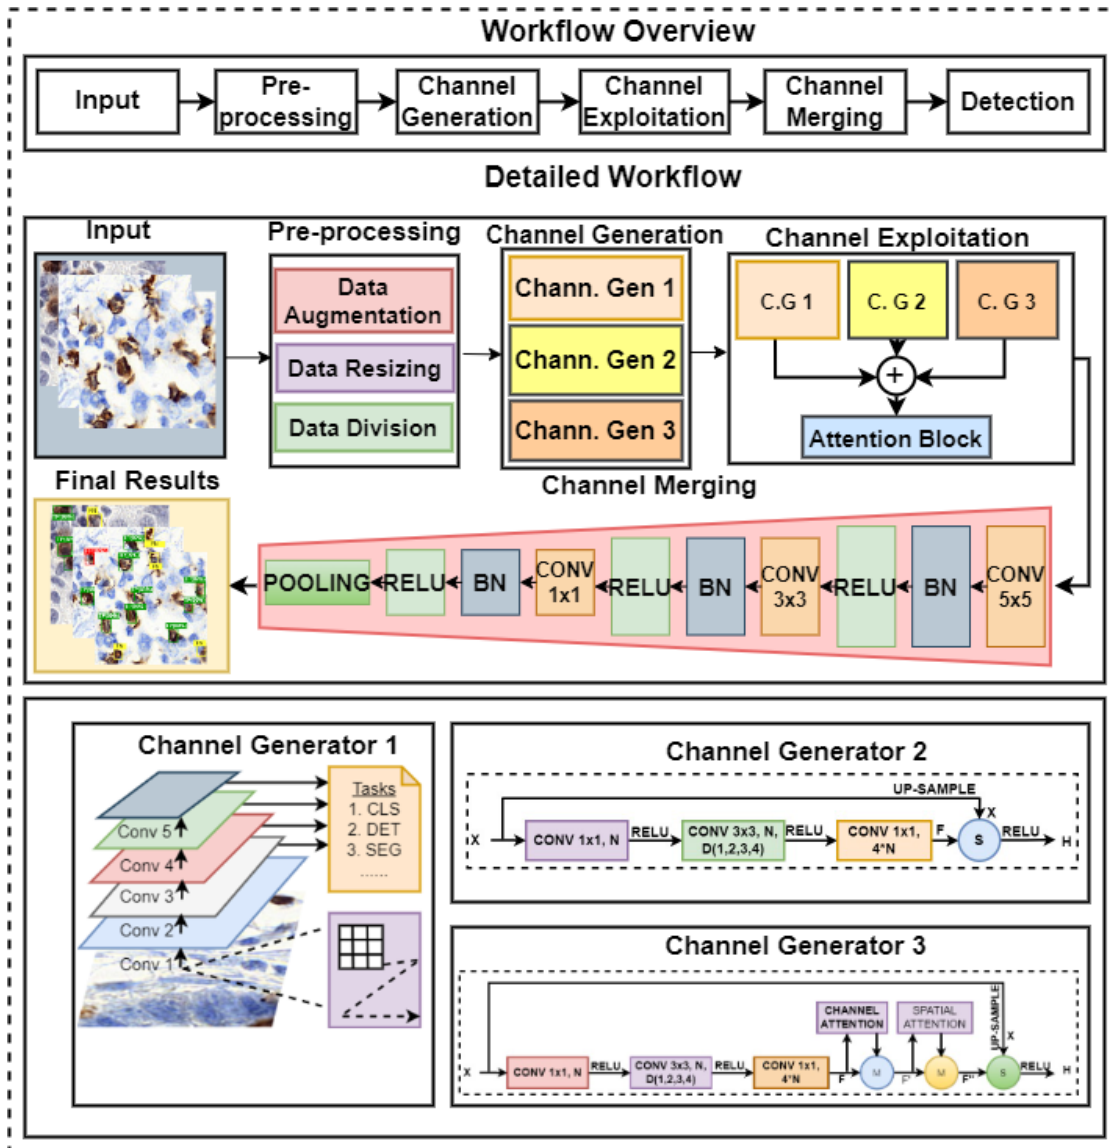 Workflow Overview
Input
Pre-
processing
Channel
Generation
Channel
Exploitation
Channel
Merging
Detection
Detailed Workflow
Input
Pre-processing
Data
Augmentation
Data Resizing
Data Division
Channel Generation
Chann. Gen 1
Chann. Gen 2
Chann. Gen 3
Channel Exploitation
C.G 1
C. G 2
C. G 3
+
Attention Block
Final Results
Channel Merging
POOLING
RELU
BN
CONV
1x1
RELU
BN
CONV
3x3
RELU
BN
CONV
5x5
Channel Generator 1
Conv 5
Conv 4
Conv 3
Conv 2
Conv 1
Tasks
1. CLS
2. DET
3. SEG
......
Channel Generator 2
UP-SAMPLE
X
X
CONV 1x1, N
RELU
CONV 3x3, N,
D(1,2,3,4)
RELU
CONV 1x1,
4*N
F
S
RELU
H
Channel Generator 3
CHANNEL
ATTENTION
SPATIAL
ATTENTION
UP-SAMPLE
X
X
CONV 1x1, N
RELU
CONV 3x3, N,
D(1,2,3,4)
RELU
CONV 1x1,
4*N
F
M
F'
M
F''
S
RELU
H